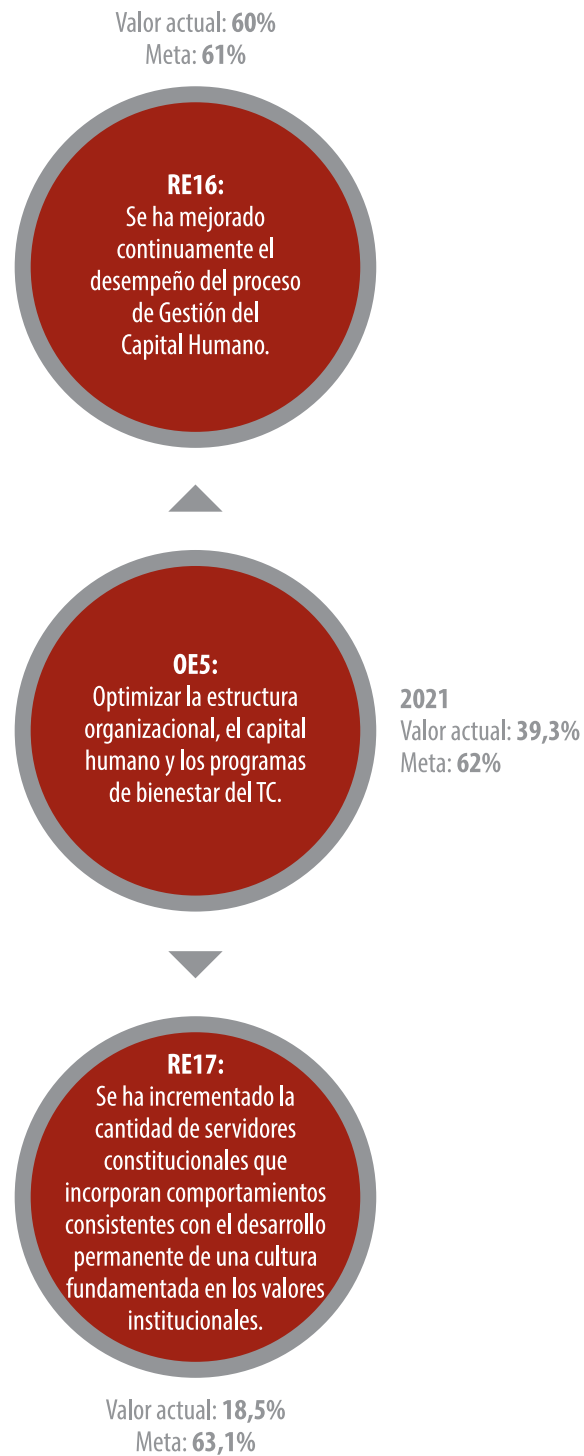 Valor actual: 60%
Meta: 61%
RE16:
Se ha mejorado
continuamente el
desempeño del proceso
de Gestión del
Capital Humano.
OE5:
Optimizar la estructura
organizacional, el capital
humano y los programas
de bienestar del TC.
2021
Valor actual: 39,3%
Meta: 62%
RE17:
Se ha incrementado la
cantidad de servidores
constitucionales que
incorporan comportamientos
consistentes con el desarrollo
permanente de una cultura
fundamentada en los valores
institucionales.
Valor actual: 18,5%
Meta: 63,1%